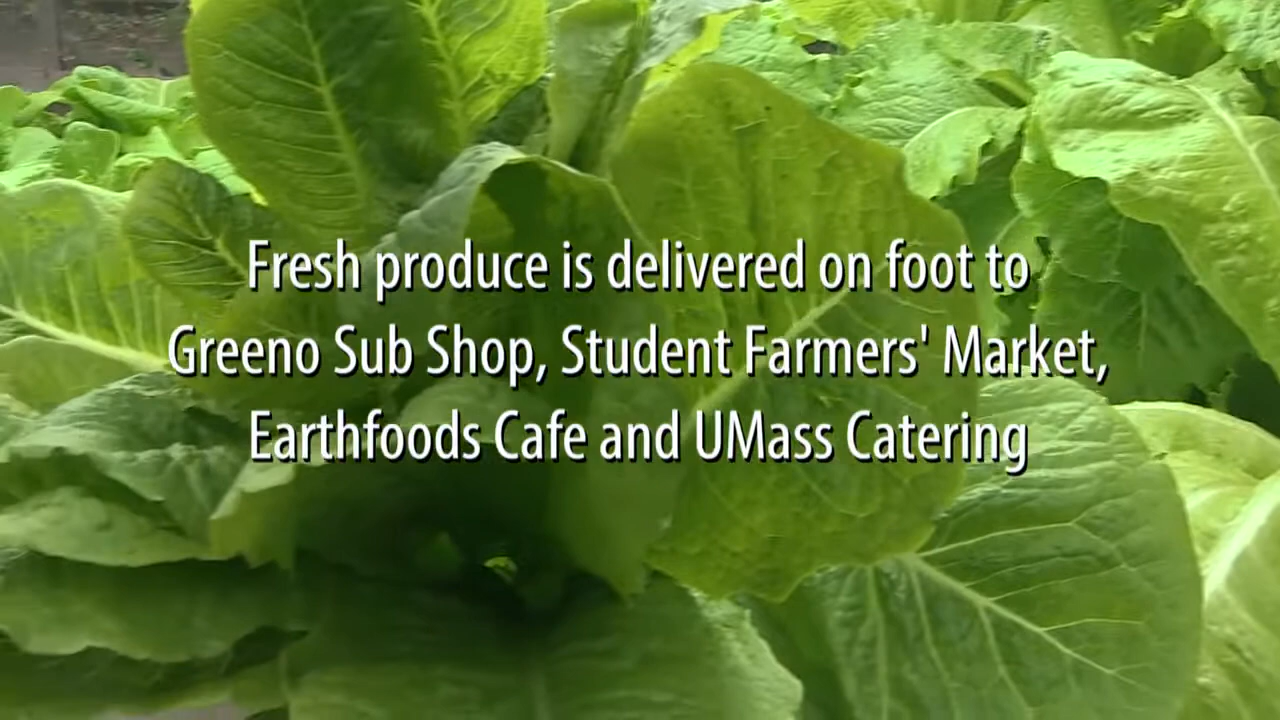 Fresh produce is delivered on foot to
Greeno Sub Shop, Student Farmers' Market,
Earthfoods Cafe and UMass Catering